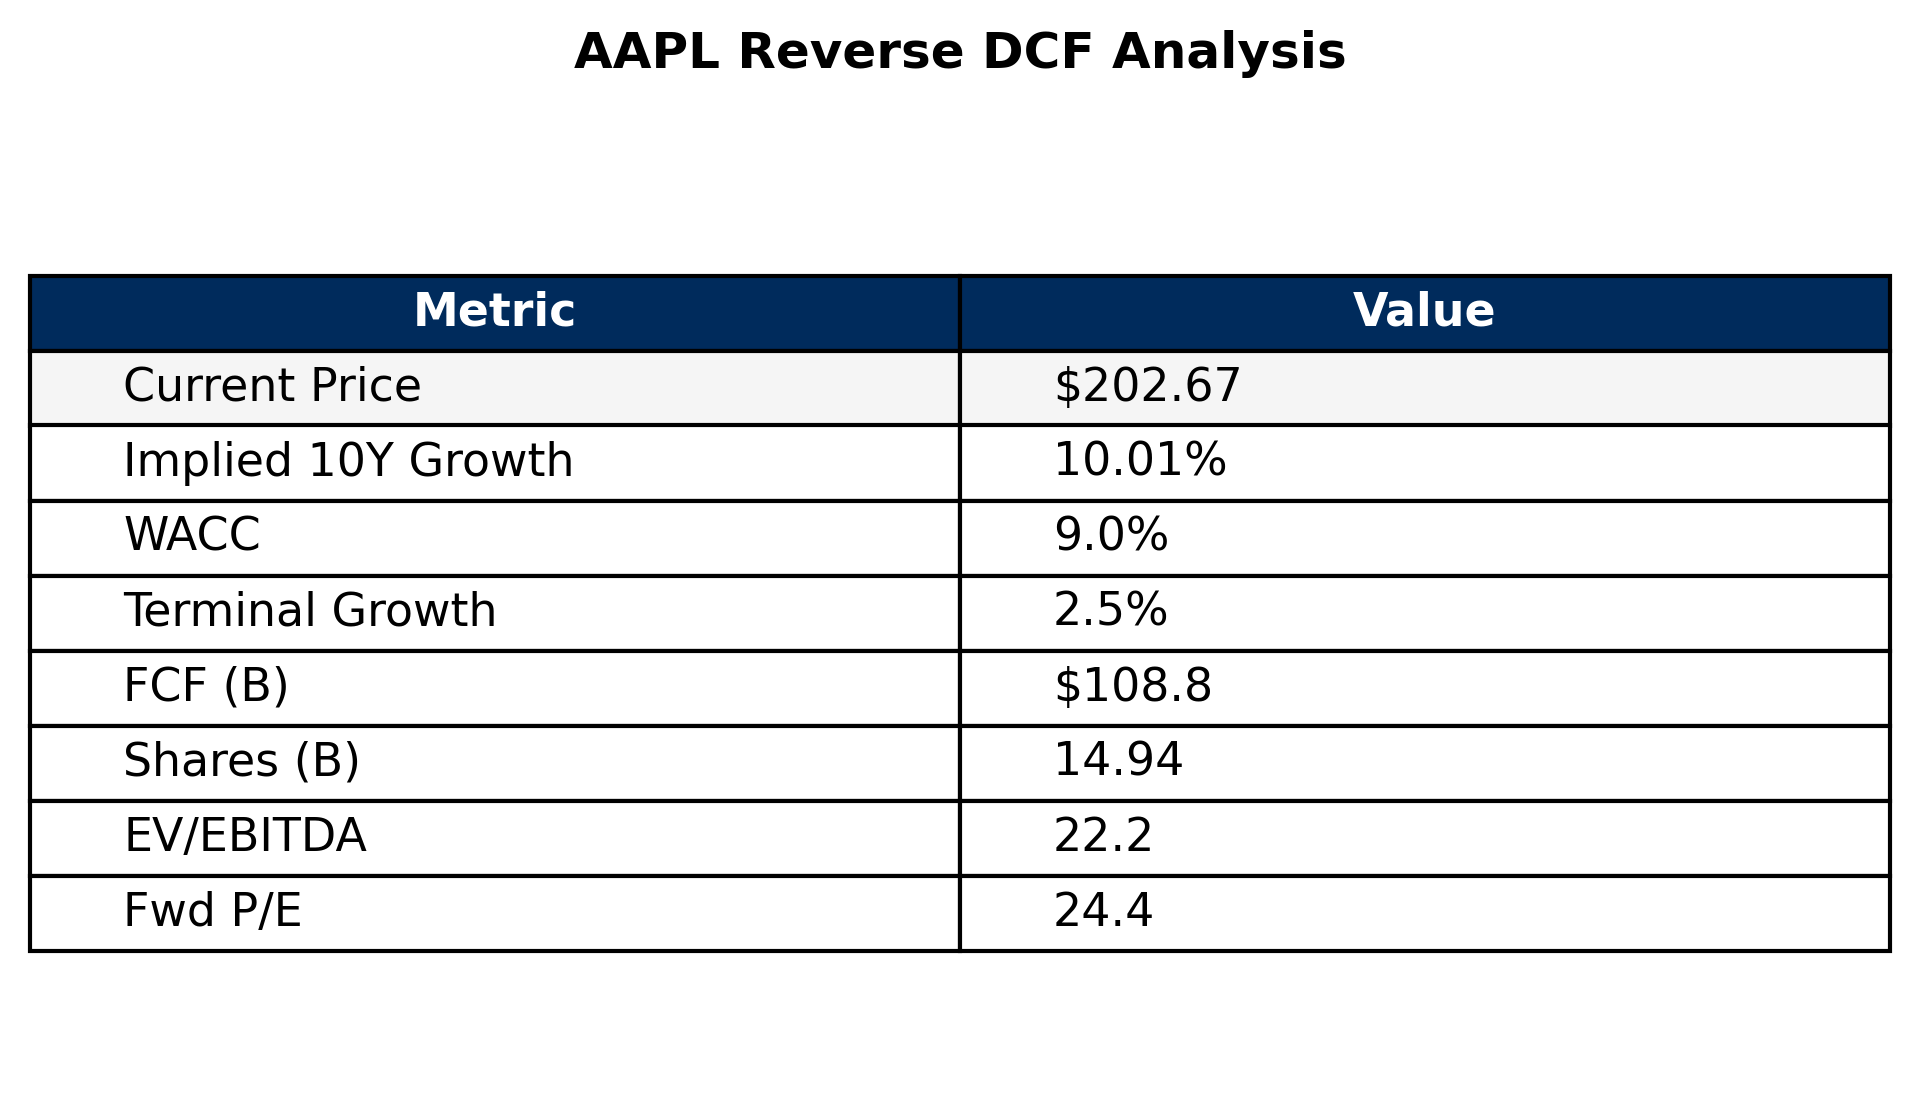 AAPL Reverse DCF Analysis
Metric Value
Current Price $202.67
Implied 10Y Growth 10.01%
WACC 9.0%
Terminal Growth 2.5%
FCF (B) $108.8
Shares (B) 14.94
EV/EBITDA 22.2
Fwd P/E 24.4